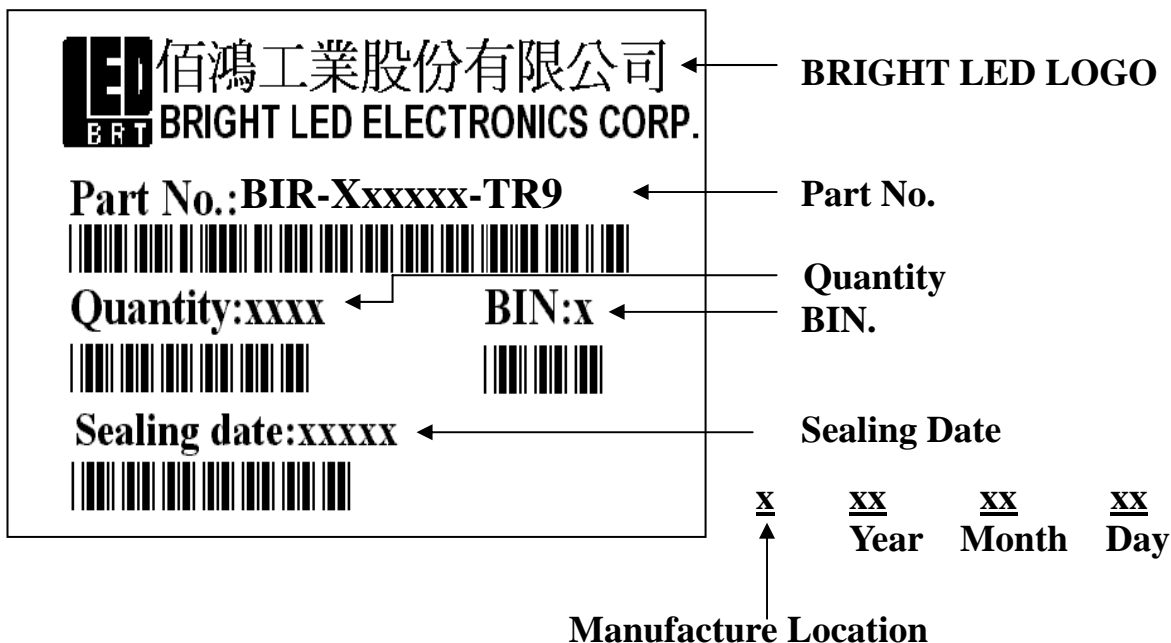 LED 佰鴻工業股份有限公司 BRIGHT LED LOGO
BRT BRIGHT LED ELECTRONICS CORP.
Part No.:BIR-Xxxxxx-TR9 Part No.
Quantity
Quantity:xxxx BIN:x BIN.
Sealing date:xxxxx Sealing Date
x xx xx xx
Year Month Day
Manufacture Location